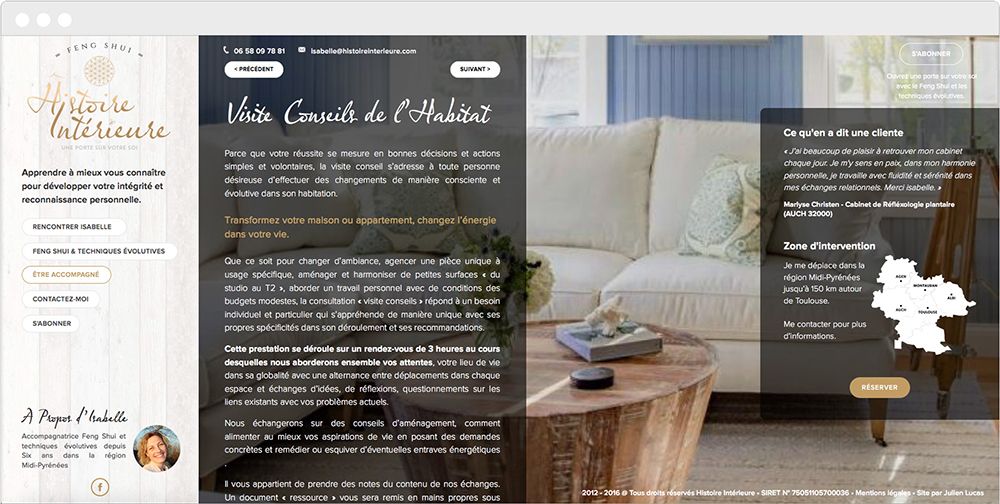 FENG SHUI
Histoire
Intérieure
UNE PORTE SUR VOTRE SOI
Apprendre à mieux vous connaître
pour développer votre intégrité et
reconnaissance personnelle.
RENCONTRER ISABELLE
FENG SHUI & TECHNIQUES ÉVOLUTIVES
ÊTRE ACCOMPAGNÉ
CONTACTEZ-MOI
S'ABONNER
À Propos d'Isabelle
Accompagnatrice Feng Shui et
techniques évolutives depuis
Six ans dans la région
Midi-Pyrénées
f
06 58 09 78 81 isabelle@histoireinterieure.com
< PRÉCÉDENT SUIVANT >
Visite Conseils de l'Habitat
Parce que votre réussite se mesure en bonnes décisions et actions
simples et volontaires, la visite conseil s'adresse à toute personne
désireuse d'effectuer des changements de manière consciente et
évolutive dans son habitation.
Transformez votre maison ou appartement, changez l'énergie
dans votre vie.
Que ce soit pour changer d'ambiance, agencer une pièce unique à
usage spécifique, aménager et harmoniser de petites surfaces « du
studio au T2 », aborder un travail personnel avec de conditions des
budgets modestes, la consultation « visite conseils » répond à un besoin
individuel et particulier qui s'appréhende de manière unique avec ses
propres spécificités dans son déroulement et ses recommandations.
Cette prestation se déroule sur un rendez-vous de 3 heures au cours
desquelles nous aborderons ensemble vos attentes, votre lieu de vie
dans sa globalité avec une alternance entre déplacements dans chaque
espace et échanges d'idées, de réflexions, questionnements sur les
liens existants avec vos problèmes actuels.
Nous échangerons sur des conseils d'aménagement, comment
alimenter au mieux vos aspirations de vie en posant des demandes
concrètes et remédier ou esquiver d'éventuelles entraves énergétiques
.
Il vous appartient de prendre des notes du contenu de nos échanges.
Un document « ressource » vous sera remis en mains propres sous
S'ABONNER
Ouvrez une porte sur votre soi
avec le Feng Shui et les
techniques évolutives.
Ce qu'en a dit une cliente
« J'ai beaucoup de plaisir à retrouver mon cabinet
chaque jour. Je m'y sens en paix, dans mon harmonie
personnelle, je travaille avec fluidité et sérénité dans
mes échanges relationnels. Merci isabelle. »
Marlyse Christen - Cabinet de Réfléxologie plantaire
(AUCH 32000)
Zone d'intervention
Je me déplace dans la
région Midi-Pyrénées
jusqu'à 150 km autour
de Toulouse.
Me contacter pour plus
d'informations.
AGEN
MONTAUBAN
ALBI
AUCH
TOULOUSE
RÉSERVER
2012 - 2016 @ Tous droits réservés Histoire Intérieure - SIRET N° 75051105700036 - Mentions légales - Site par Julien Lucas